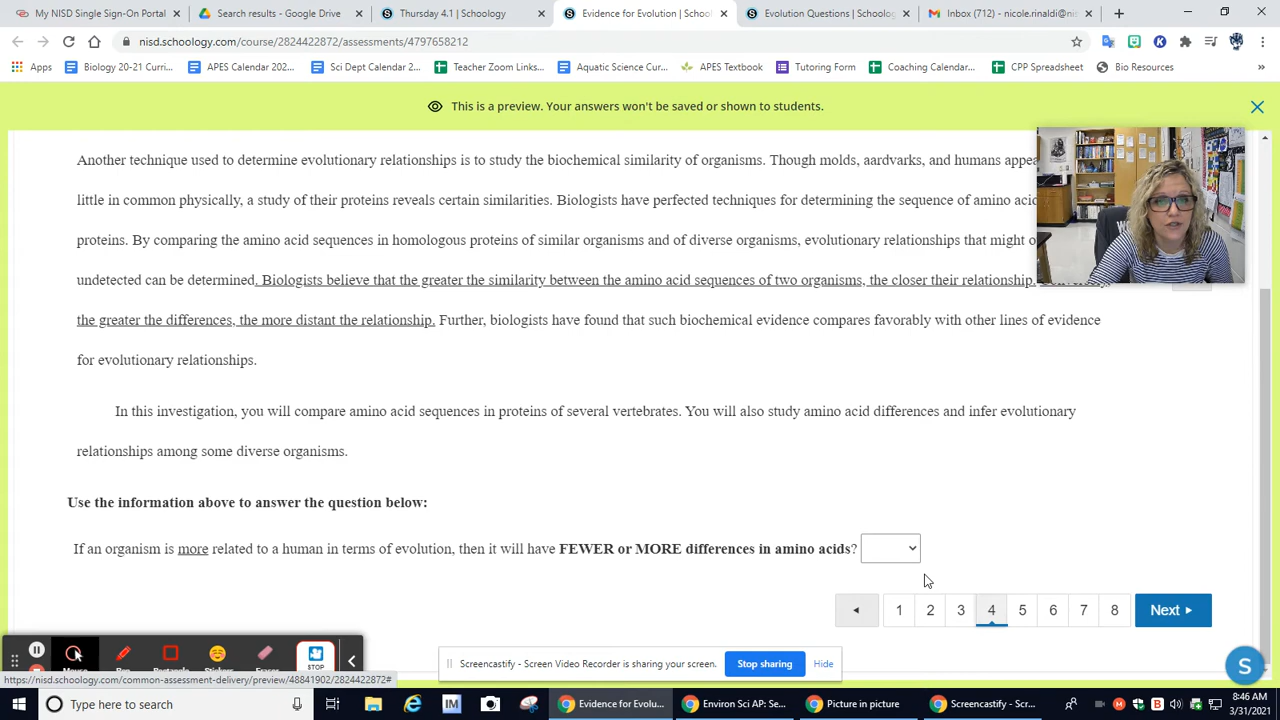 My NISD Single Sign-On Portal
Search results - Google Drive
Thursday 4.1 | Schoology
Evidence for Evolution | School
Evolution Questions | Schoolog
Inbox (712) - nicole.rinaldi@nis
nisd.schoology.com/course/2824422872/assessments/4797658212
Apps Biology 20-21 Curric... APES Calendar 202... Sci Dept Calendar 2... Teacher Zoom Links... Aquatic Science Cur... APES Textbook Tutoring Form Coaching Calendar... CPP Spreadsheet Bio Resources »
This is a preview. Your answers won't be saved or shown to students.
Another technique used to determine evolutionary relationships is to study the biochemical similarity of organisms. Though molds, aardvarks, and humans appea
little in common physically, a study of their proteins reveals certain similarities. Biologists have perfected techniques for determining the sequence of amino acid
proteins. By comparing the amino acid sequences in homologous proteins of similar organisms and of diverse organisms, evolutionary relationships that might o
undetected can be determined. Biologists believe that the greater the similarity between the amino acid sequences of two organisms, the closer their relationship.
the greater the differences, the more distant the relationship. Further, biologists have found that such biochemical evidence compares favorably with other lines of evidence
for evolutionary relationships.
In this investigation, you will compare amino acid sequences in proteins of several vertebrates. You will also study amino acid differences and infer evolutionary
relationships among some diverse organisms.
Use the information above to answer the question below:
If an organism is more related to a human in terms of evolution, then it will have FEWER or MORE differences in amino acids?
1 2 3 4 5 6 7 8 Next
Mouse Pen Rectangle Stickers Eraser STOP
Screencastify - Screen Video Recorder is sharing your screen. Stop sharing Hide
S
https://nisd.schoology.com/common-assessment-delivery/preview/48841902/2824422872#
Type here to search
IM
Evidence for Evolu...
Environ Sci AP: Se...
Picture in picture
Screencastify - Scr...
8:46 AM
3/31/2021